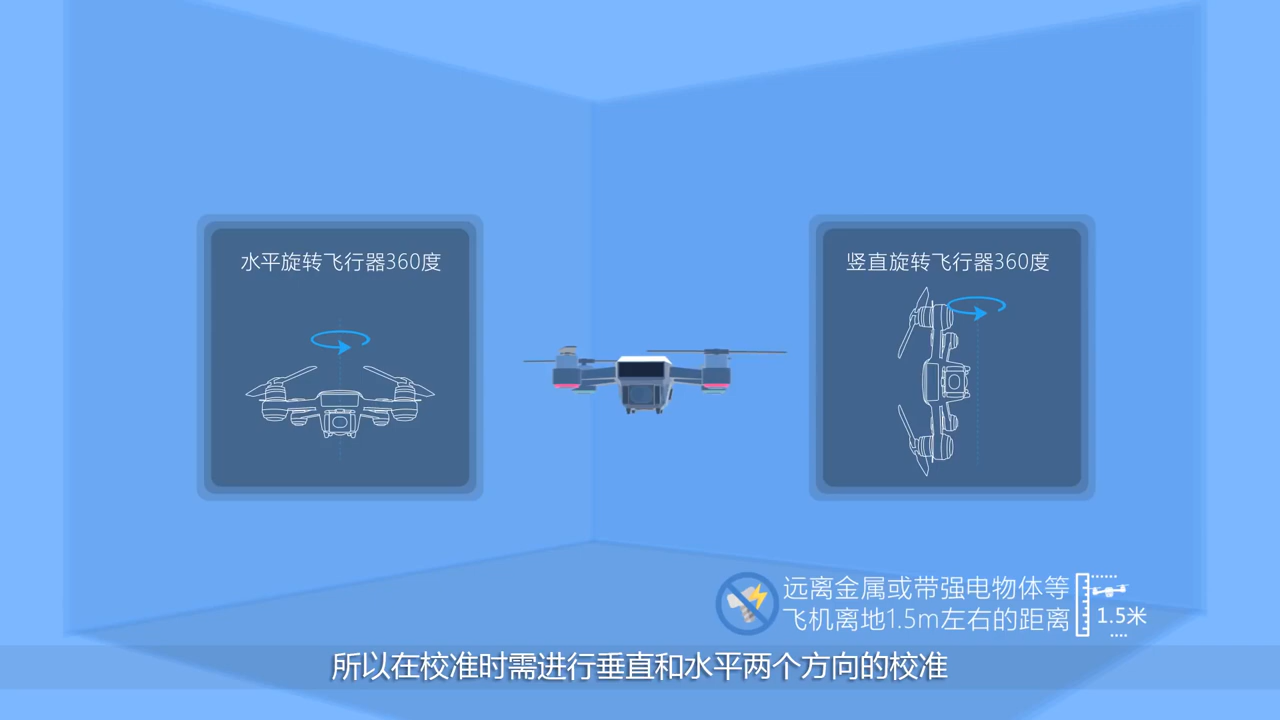 水平旋转飞行器360度
竖直旋转飞行器360度
远离金属或带强电物体等
飞机离地1.5m左右的距离
1.5米
所以在校准时需进行垂直和水平两个方向的校准